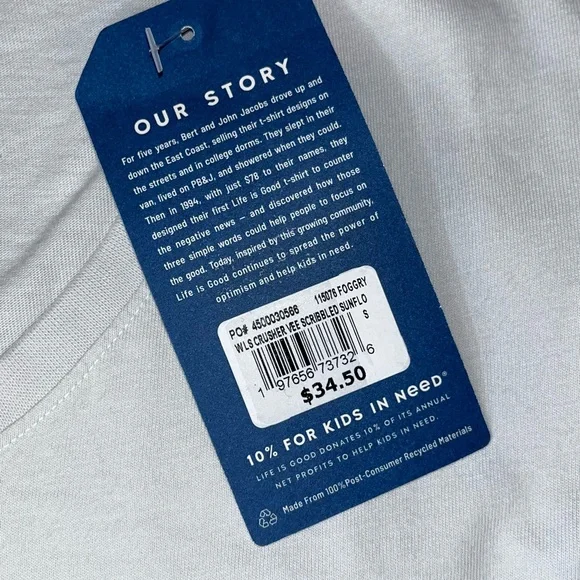 OUR STORY
For five years, Bert and John Jacobs drove up and
down the East Coast, selling their t-shirt designs on
the streets and in college dorms. They slept in their
van, lived on PB&J, and showered when they could.
Then in 1994, with just $78 to their names, they
designed their first Life is Good t-shirt to counter
the negative news – and discovered how those
three simple words could help people to focus on
the good. Today, inspired by this growing community,
Life is Good continues to spread the power of
optimism and help kids in need.
PO# 4500030566 115076 FOGGRY
W LS CRUSHER VEE SCRIBBLED SUNFLO
S
1 97656 73732 6
$34.50
10% FOR KIDS IN NeeD®
LIFE IS GOOD DONATES 10% OF ITS ANNUAL
NET PROFITS TO HELP KIDS IN NEED.
Made From 100% Post-Consumer Recycled Materials